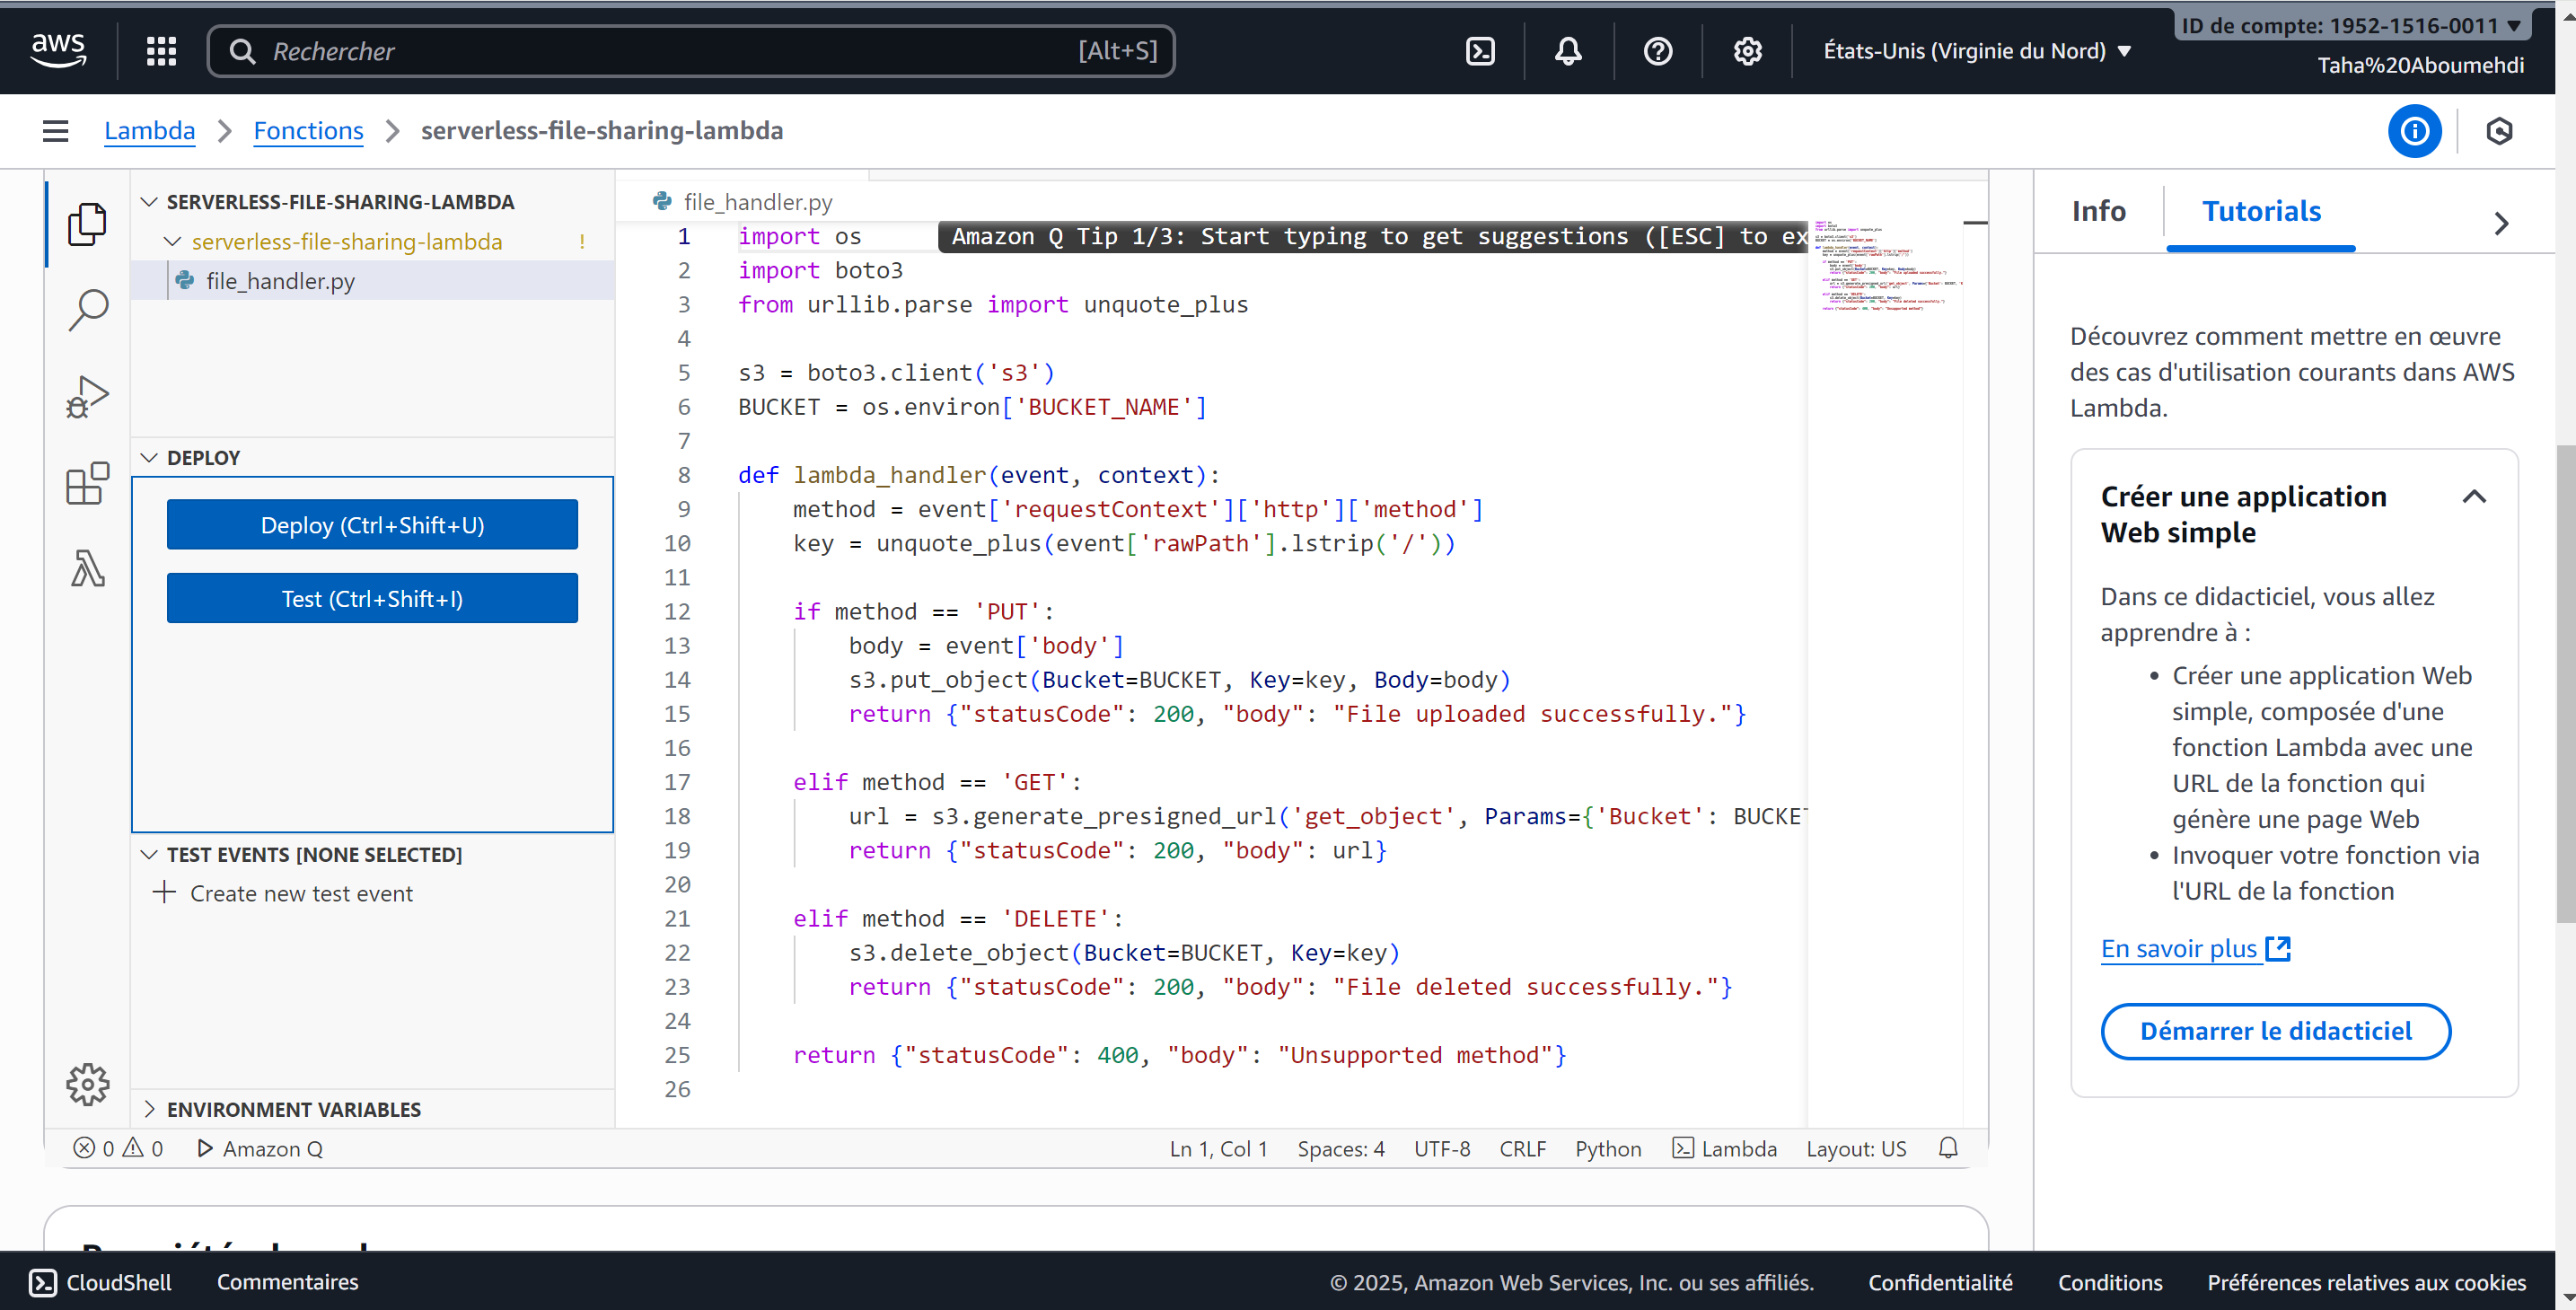 aws
Rechercher
[Alt+S]
États-Unis (Virginie du Nord)
ID de compte: 1952-1516-0011
Taha%20Aboumehdi
Lambda
Fonctions
serverless-file-sharing-lambda
SERVERLESS-FILE-SHARING-LAMBDA
serverless-file-sharing-lambda !
file_handler.py
DEPLOY
Deploy (Ctrl+Shift+U)
Test (Ctrl+Shift+I)
TEST EVENTS [NONE SELECTED]
Create new test event
ENVIRONMENT VARIABLES
file_handler.py
1 import os Amazon Q Tip 1/3: Start typing to get suggestions ([ESC] to ex
2 import boto3
3 from urllib.parse import unquote_plus
4
5 s3 = boto3.client('s3')
6 BUCKET = os.environ['BUCKET_NAME']
7
8 def lambda_handler(event, context):
9 method = event['requestContext']['http']['method']
10 key = unquote_plus(event['rawPath'].lstrip('/'))
11
12 if method == 'PUT':
13 body = event['body']
14 s3.put_object(Bucket=BUCKET, Key=key, Body=body)
15 return {"statusCode": 200, "body": "File uploaded successfully."}
16
17 elif method == 'GET':
18 url = s3.generate_presigned_url('get_object', Params={'Bucket': BUCKET
19 return {"statusCode": 200, "body": url}
20
21 elif method == 'DELETE':
22 s3.delete_object(Bucket=BUCKET, Key=key)
23 return {"statusCode": 200, "body": "File deleted successfully."}
24
25 return {"statusCode": 400, "body": "Unsupported method"}
26
0 0 Amazon Q
Ln 1, Col 1 Spaces: 4 UTF-8 CRLF Python Lambda Layout: US
Info
Tutorials
Découvrez comment mettre en œuvre
des cas d'utilisation courants dans AWS
Lambda.
Créer une application
Web simple
Dans ce didacticiel, vous allez
apprendre à :
• Créer une application Web
simple, composée d'une
fonction Lambda avec une
URL de la fonction qui
génère une page Web
• Invoquer votre fonction via
l'URL de la fonction
En savoir plus
Démarrer le didacticiel
CloudShell
Commentaires
© 2025, Amazon Web Services, Inc. ou ses affiliés.
Confidentialité
Conditions
Préférences relatives aux cookies